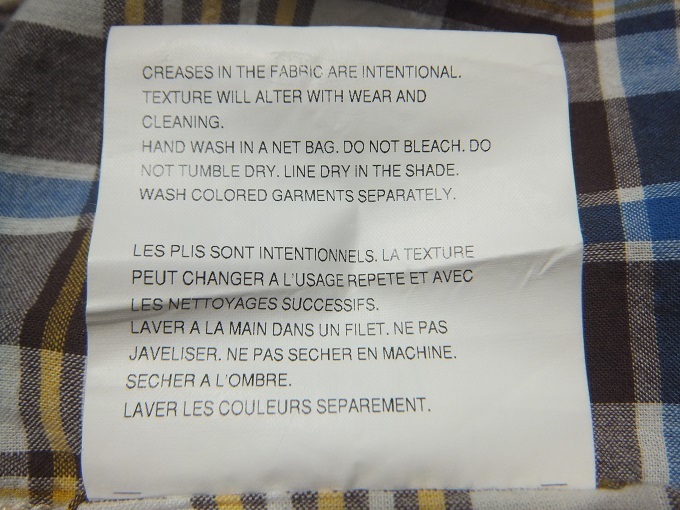 CREASES IN THE FABRIC ARE INTENTIONAL.
TEXTURE WILL ALTER WITH WEAR AND
CLEANING.
HAND WASH IN A NET BAG. DO NOT BLEACH. DO
NOT TUMBLE DRY. LINE DRY IN THE SHADE.
WASH COLORED GARMENTS SEPARATELY.
LES PLIS SONT INTENTIONNELS. LA TEXTURE
PEUT CHANGER A L'USAGE REPETE ET AVEC
LES NETTOYAGES SUCCESSIFS.
LAVER A LA MAIN DANS UN FILET. NE PAS
JAVELISER. NE PAS SECHER EN MACHINE.
SECHER A L'OMBRE.
LAVER LES COULEURS SEPAREMENT.